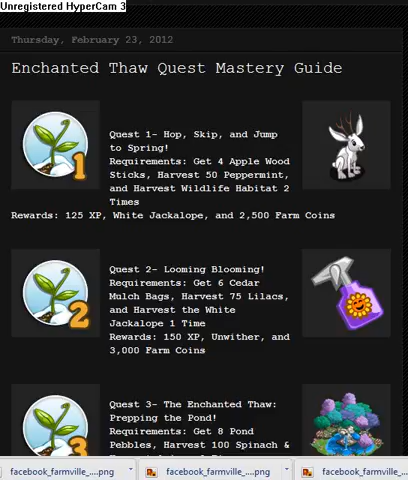 Unregistered HyperCam 3
Thursday, February 23, 2012
Enchanted Thaw Quest Mastery Guide
1
Quest 1- Hop, Skip, and Jump
to Spring!
Requirements: Get 4 Apple Wood
Sticks, Harvest 50 Peppermint,
and Harvest Wildlife Habitat 2
Times
Rewards: 125 XP, White Jackalope, and 2,500 Farm Coins
2
Quest 2- Looming Blooming!
Requirements: Get 6 Cedar
Mulch Bags, Harvest 75 Lilacs,
and Harvest the White
Jackalope 1 Time
Rewards: 150 XP, Unwither, and
3,000 Farm Coins
3
Quest 3- The Enchanted Thaw:
Prepping the Pond!
Requirements: Get 8 Pond
Pebbles, Harvest 100 Spinach &
facebook_farmville_....png
facebook_farmville_....png
facebook_farmville_...